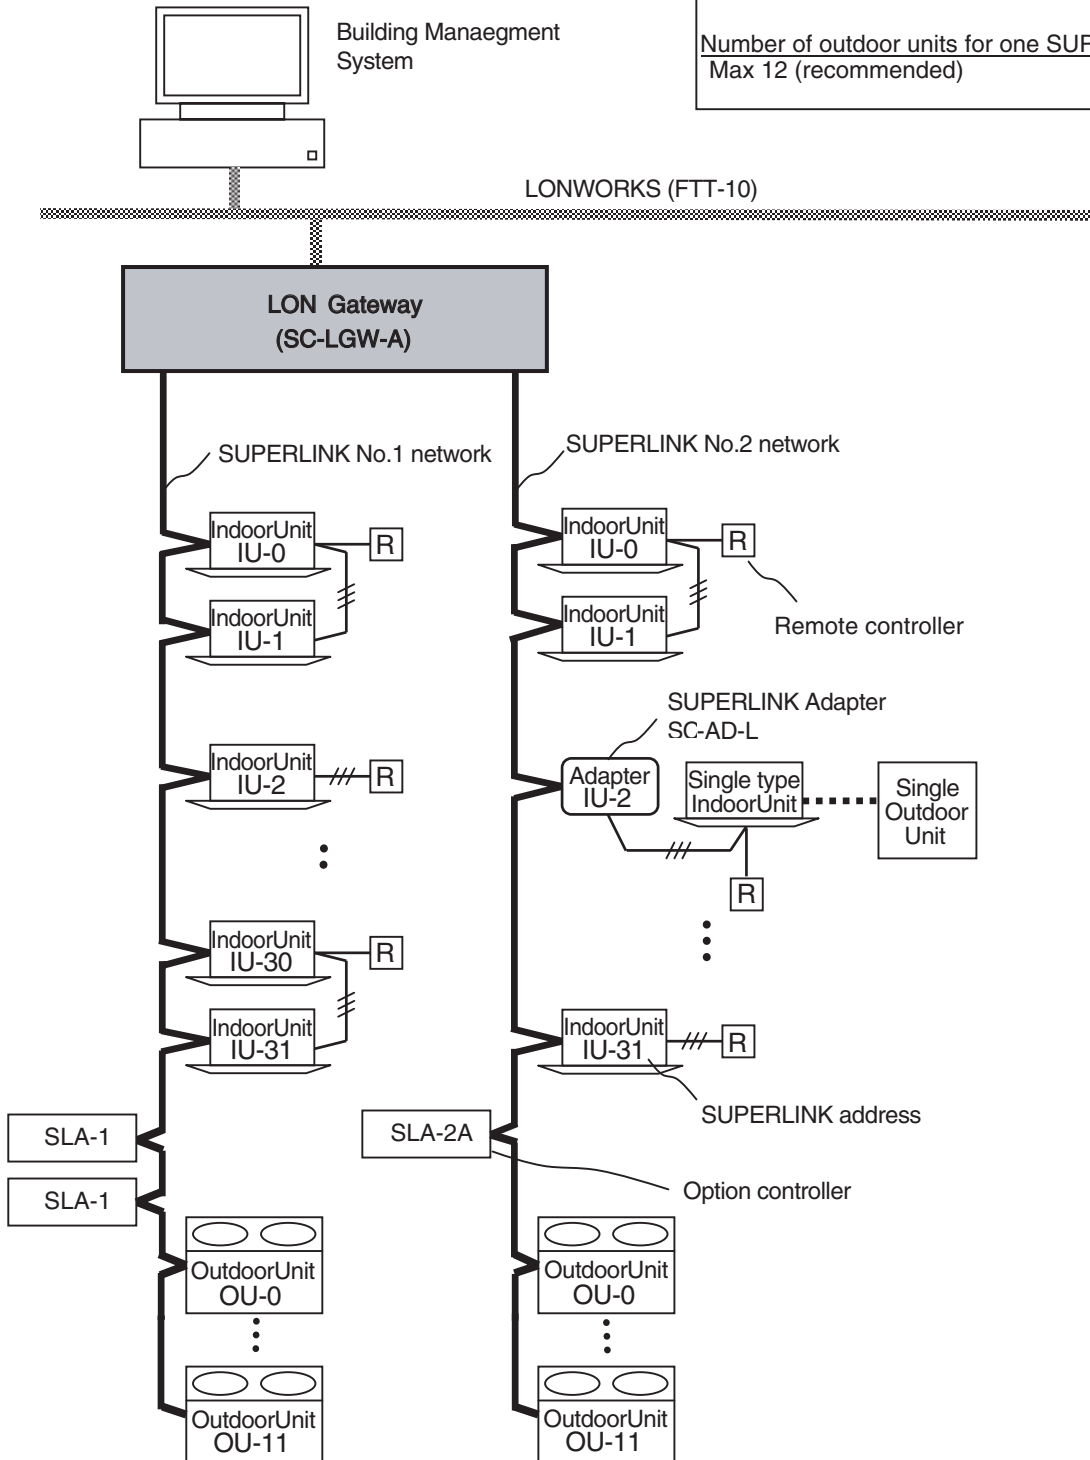 Building Manaegment
System
Number of outdoor units for one SUP
Max 12 (recommended)
LONWORKS (FTT-10)
LON Gateway
(SC-LGW-A)
SUPERLINK No.1 network
SUPERLINK No.2 network
IndoorUnit
IU-0
R
IndoorUnit
IU-1
IndoorUnit
IU-2
R
IndoorUnit
IU-30
R
IndoorUnit
IU-31
SLA-1
SLA-1
OutdoorUnit
OU-0
OutdoorUnit
OU-11
IndoorUnit
IU-0
R
Remote controller
IndoorUnit
IU-1
SUPERLINK Adapter
SC-AD-L
Adapter
IU-2
Single type
IndoorUnit
Single
Outdoor
Unit
R
IndoorUnit
IU-31
R
SUPERLINK address
SLA-2A
Option controller
OutdoorUnit
OU-0
OutdoorUnit
OU-11